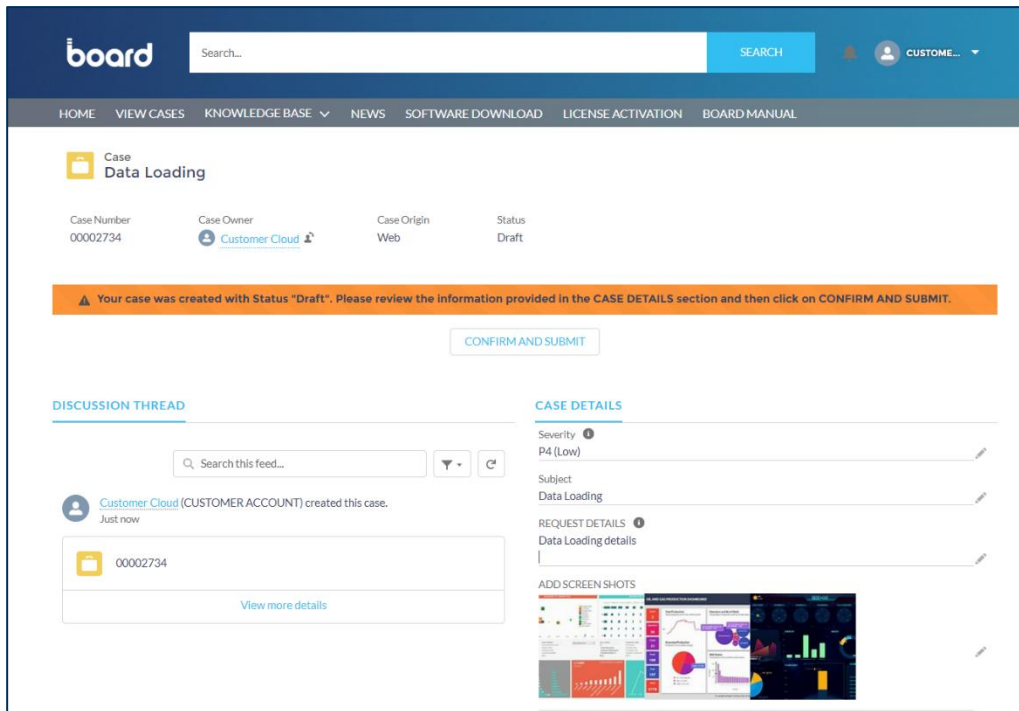 board
Search...
SEARCH
CUSTOME...
HOME VIEW CASES KNOWLEDGE BASE NEWS SOFTWARE DOWNLOAD LICENSE ACTIVATION BOARD MANUAL
Case
Data Loading
Case Number Case Owner Case Origin Status
00002734 Customer Cloud Web Draft
Your case was created with Status "Draft". Please review the information provided in the CASE DETAILS section and then click on CONFIRM AND SUBMIT.
CONFIRM AND SUBMIT
DISCUSSION THREAD
Search this feed...
Customer Cloud (CUSTOMER ACCOUNT) created this case.
Just now
00002734
View more details
CASE DETAILS
Severity
P4 (Low)
Subject
Data Loading
REQUEST DETAILS
Data Loading details
ADD SCREEN SHOTS